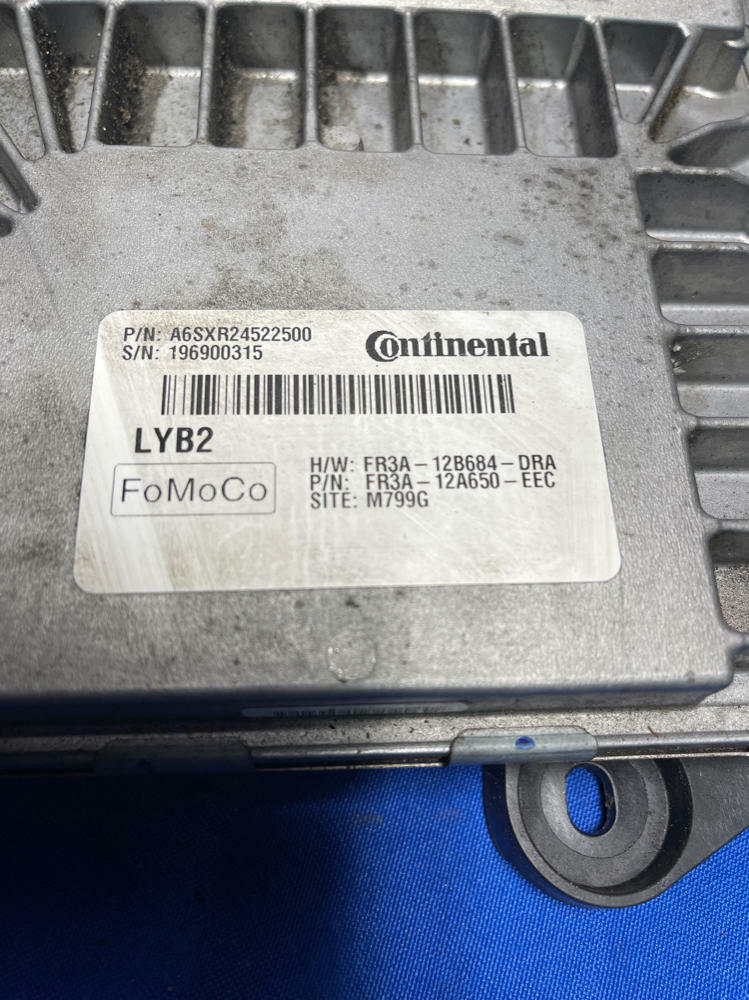 P/N: A6SXR24522500
S/N: 196900315
Continental
LYB2
FoMoCo
H/W: FR3A-12B684-DRA
P/N: FR3A-12A650-EEC
SITE: M799G